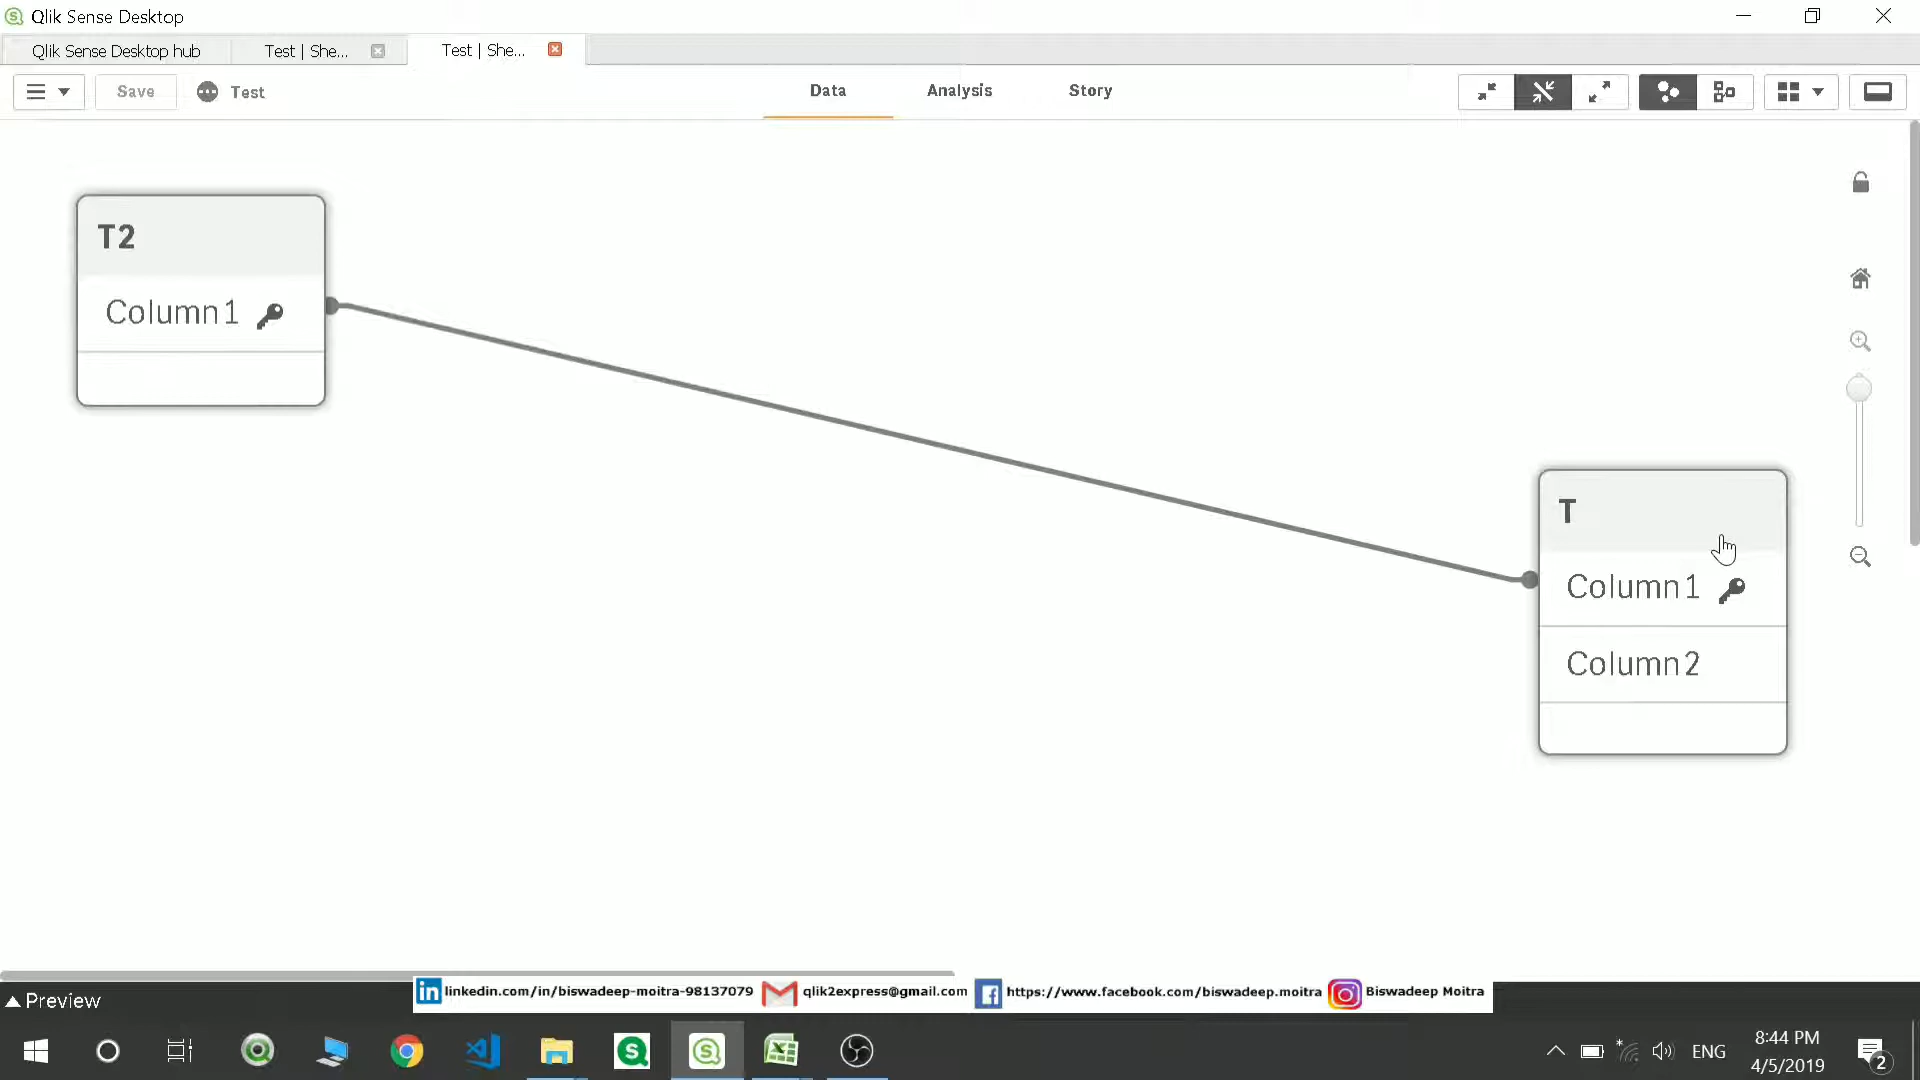 Qlik Sense Desktop
Qlik Sense Desktop hub
Test | She...
Test | She...
Save
Test
Data
Analysis
Story
T2
Column1
T
Column1
Column2
Preview
linkedin.com/in/biswadeep-moitra-98137079
qlik2express@gmail.com
https://www.facebook.com/biswadeep.moitra
Biswadeep Moitra
ENG
8:44 PM
4/5/2019
2